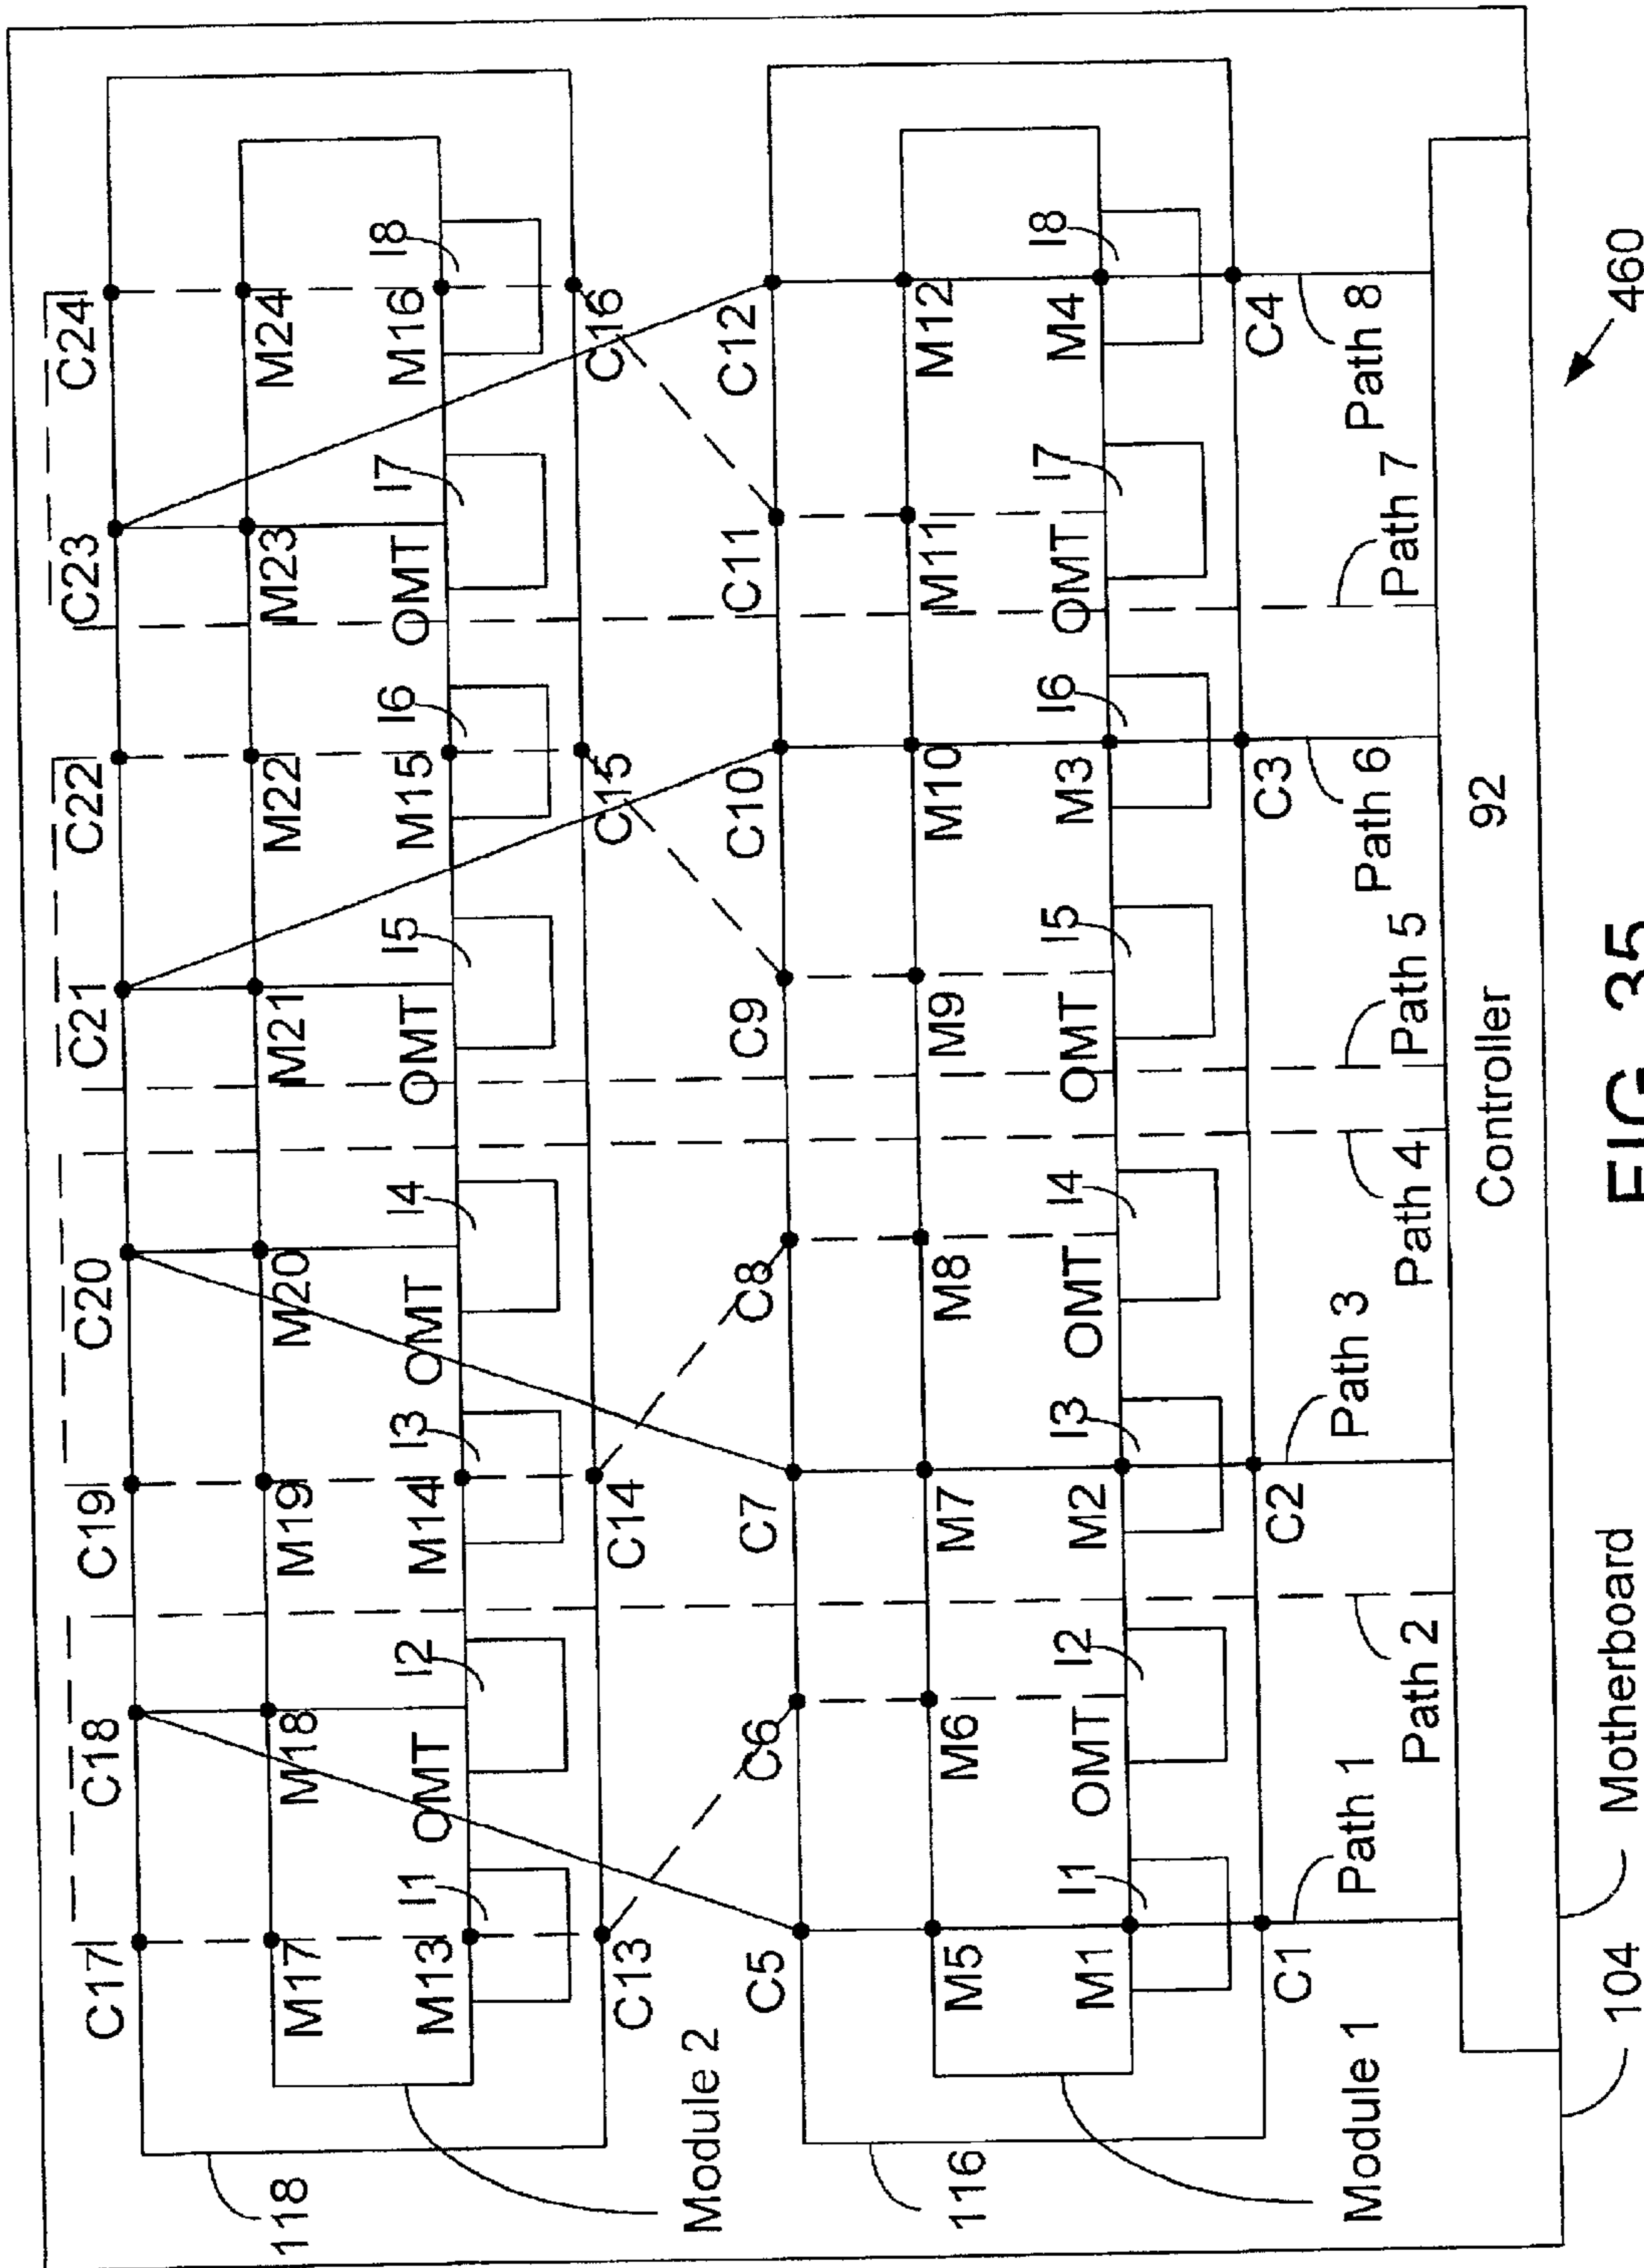 C17 C18 C19 C20 C21 C22 C23 C24
M17 M18 M19 M20 M21 M22 M23 M24
I1 I2 I3 I4 I5 I6 I7 I8
M13 OMT M14 OMT OMT M15 OMT M16
118
C13 C14 C15 C16
Module 2
C5 C6 C7 C8 C9 C10 C11 C12
M5 M6 M7 M8 M9 M10 M11 M12
116
I1 I2 I3 I4 I5 I6 I7 I8
M1 OMT M2 OMT OMT M3 OMT M4
C1 C2 C3 C4
Module 1
Path 1 Path 2 Path 3 Path 4 Path 5 Path 6 Path 7 Path 8
Controller 92
104 Motherboard
460
FIG 35